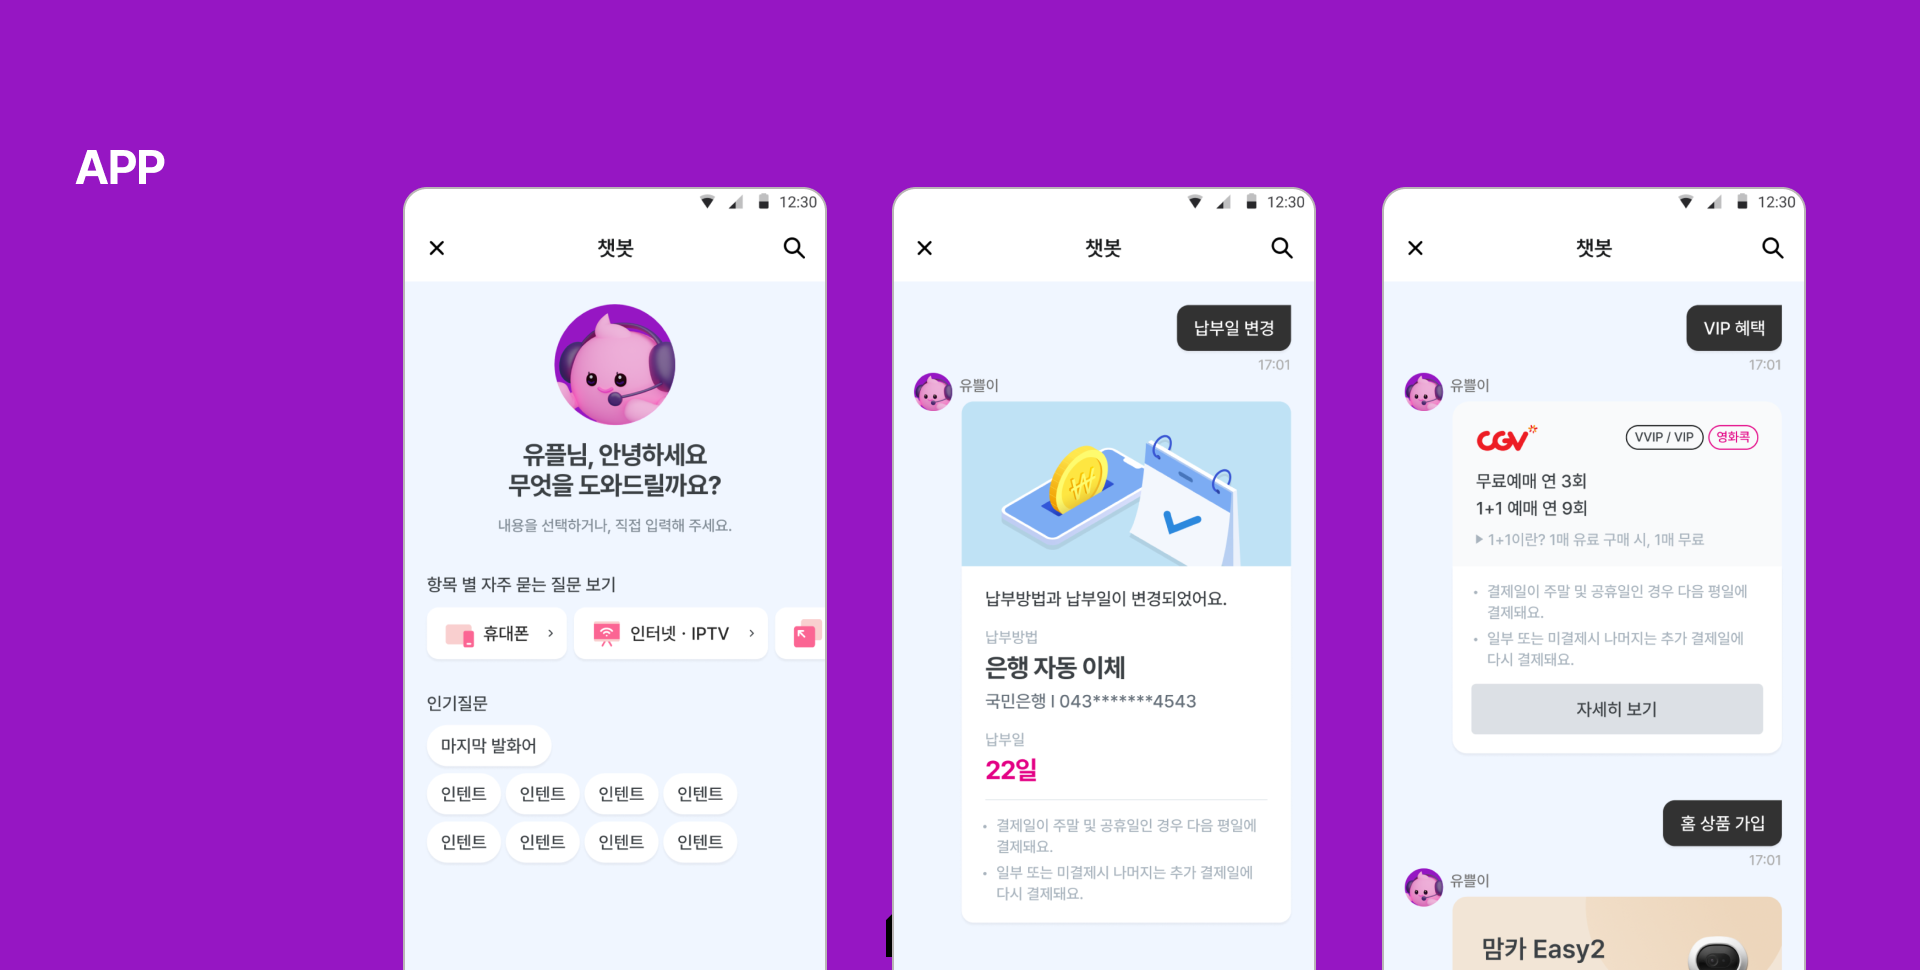 APP
12:30
챗봇
유플님, 안녕하세요
무엇을 도와드릴까요?
내용을 선택하거나, 직접 입력해 주세요.
항목 별 자주 묻는 질문 보기
휴대폰
인터넷 · IPTV
인기질문
마지막 발화어
인텐트 인텐트 인텐트 인텐트
인텐트 인텐트 인텐트 인텐트
12:30
챗봇
납부일 변경
17:01
유쁠이
납부방법과 납부일이 변경되었어요.
납부방법
은행 자동 이체
국민은행 I 043*******4543
납부일
22일
• 결제일이 주말 및 공휴일인 경우 다음 평일에
결제돼요.
• 일부 또는 미결제시 나머지는 추가 결제일에
다시 결제돼요.
12:30
챗봇
VIP 혜택
17:01
유쁠이
CGV
VVIP / VIP
영화콕
무료예매 연 3회
1+1 예매 연 9회
▶ 1+1이란? 1매 유료 구매 시, 1매 무료
• 결제일이 주말 및 공휴일인 경우 다음 평일에
결제돼요.
• 일부 또는 미결제시 나머지는 추가 결제일에
다시 결제돼요.
자세히 보기
홈 상품 가입
17:01
유쁠이
맘카 Easy2